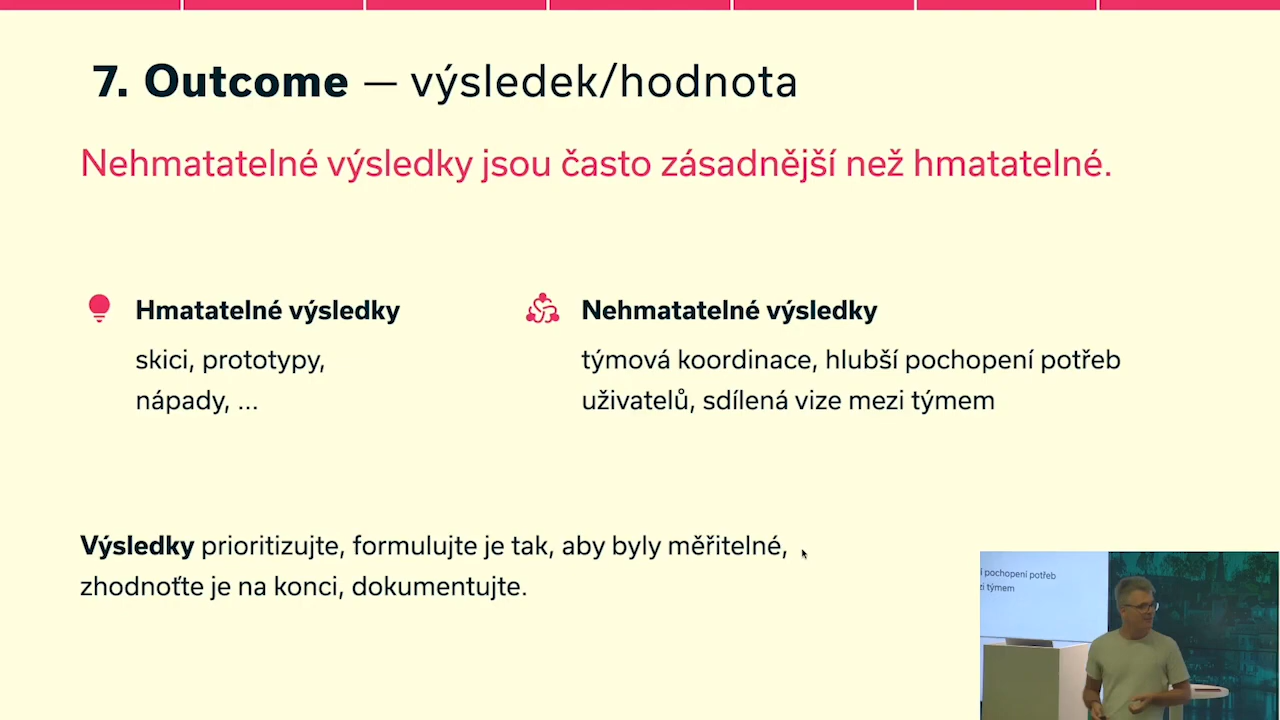 7. Outcome — výsledek/hodnota
Nehmatatelné výsledky jsou často zásadnější než hmatatelné.
Hmatatelné výsledky
skici, prototypy,
nápady, ...
Nehmatatelné výsledky
týmová koordinace, hlubší pochopení potřeb
uživatelů, sdílená vize mezi týmem
Výsledky prioritizujte, formulujte je tak, aby byly měřitelné,
zhodnoťte je na konci, dokumentujte.
í pochopení potřeb
zi týmem